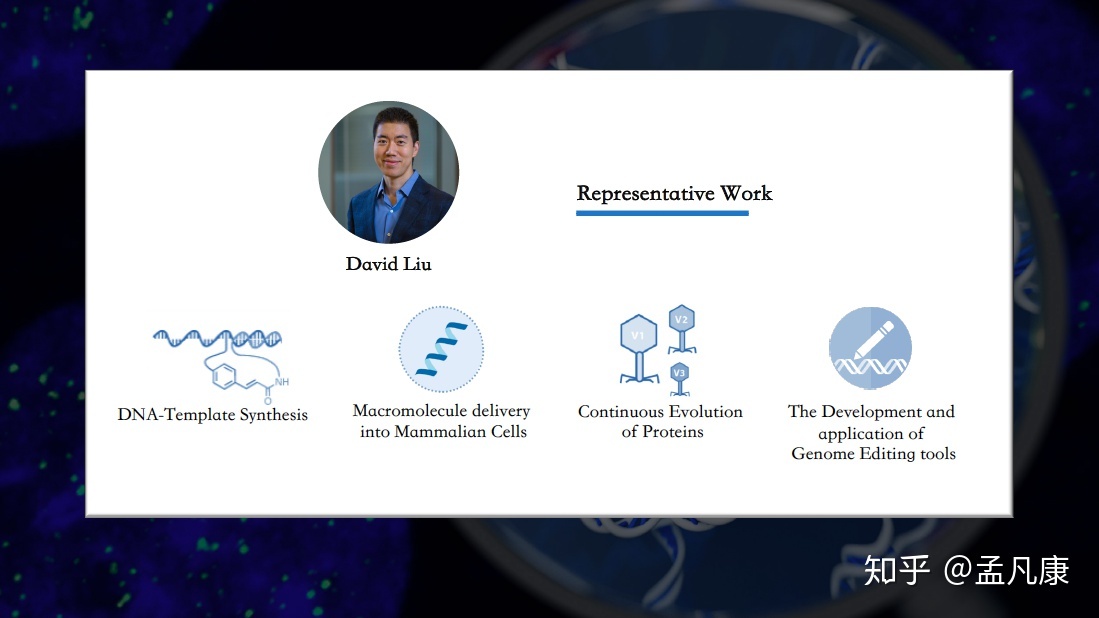 Representative Work
David Liu
V1
V2
V3
NH
O
DNA-Template Synthesis
Macromolecule delivery
into Mammalian Cells
Continuous Evolution
of Proteins
The Development and
application of
Genome Editing tools
知乎 @孟凡康